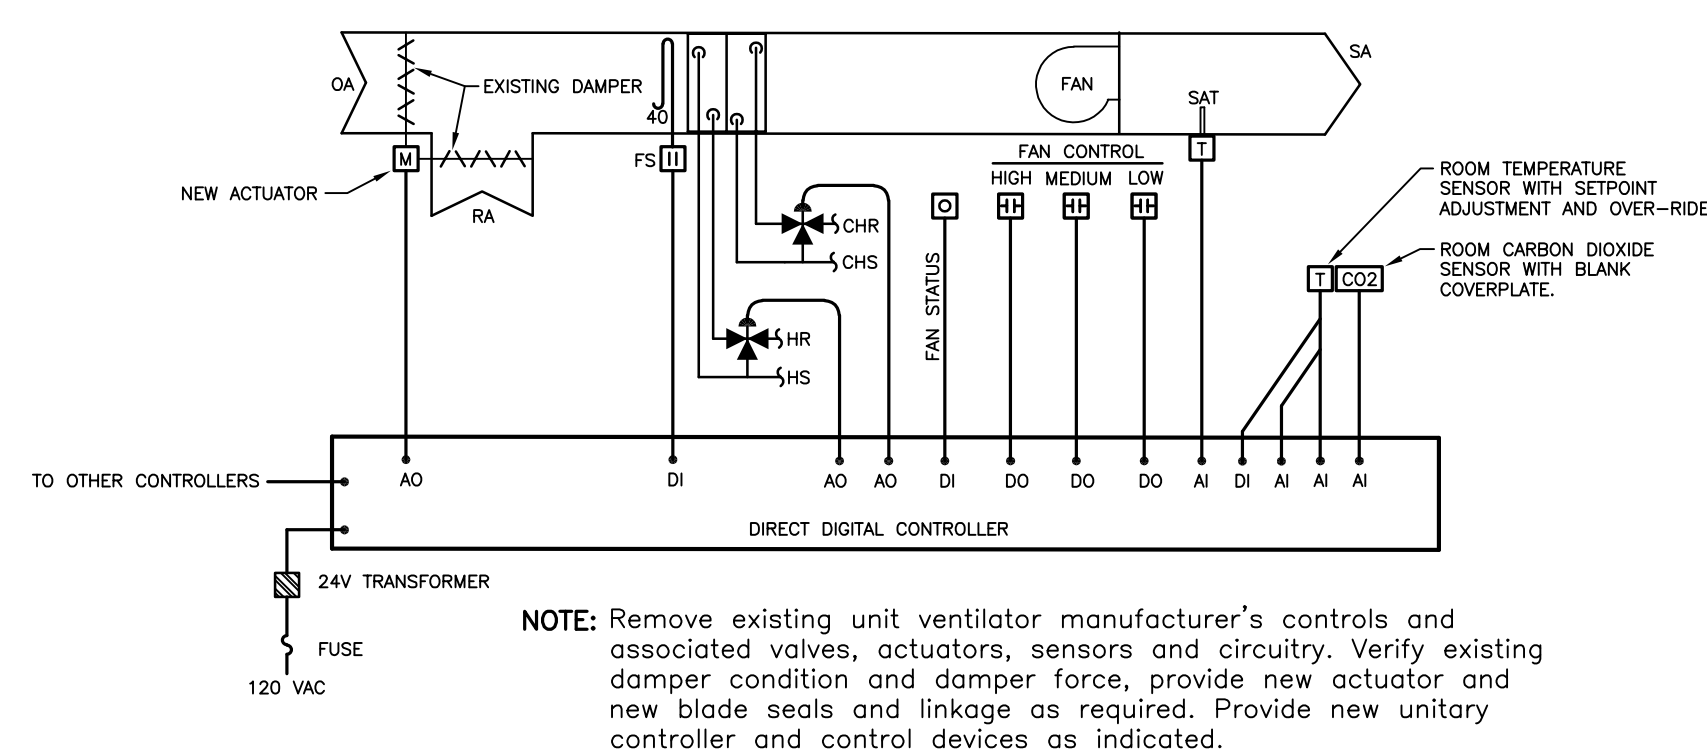 OA
EXISTING DAMPER
40
FAN
SAT
SA
M
NEW ACTUATOR
RA
FS
FAN CONTROL
HIGH MEDIUM LOW
T
CHR
CHS
HR
HS
FAN STATUS
ROOM TEMPERATURE
SENSOR WITH SETPOINT
ADJUSTMENT AND OVER-RIDE
T
CO2
ROOM CARBON DIOXIDE
SENSOR WITH BLANK
COVERPLATE.
TO OTHER CONTROLLERS
AO DI AO AO DI DO DO DO AI DI AI AI AI
DIRECT DIGITAL CONTROLLER
24V TRANSFORMER
FUSE
120 VAC
NOTE: Remove existing unit ventilator manufacturer's controls and
associated valves, actuators, sensors and circuitry. Verify existing
damper condition and damper force, provide new actuator and
new blade seals and linkage as required. Provide new unitary
controller and control devices as indicated.